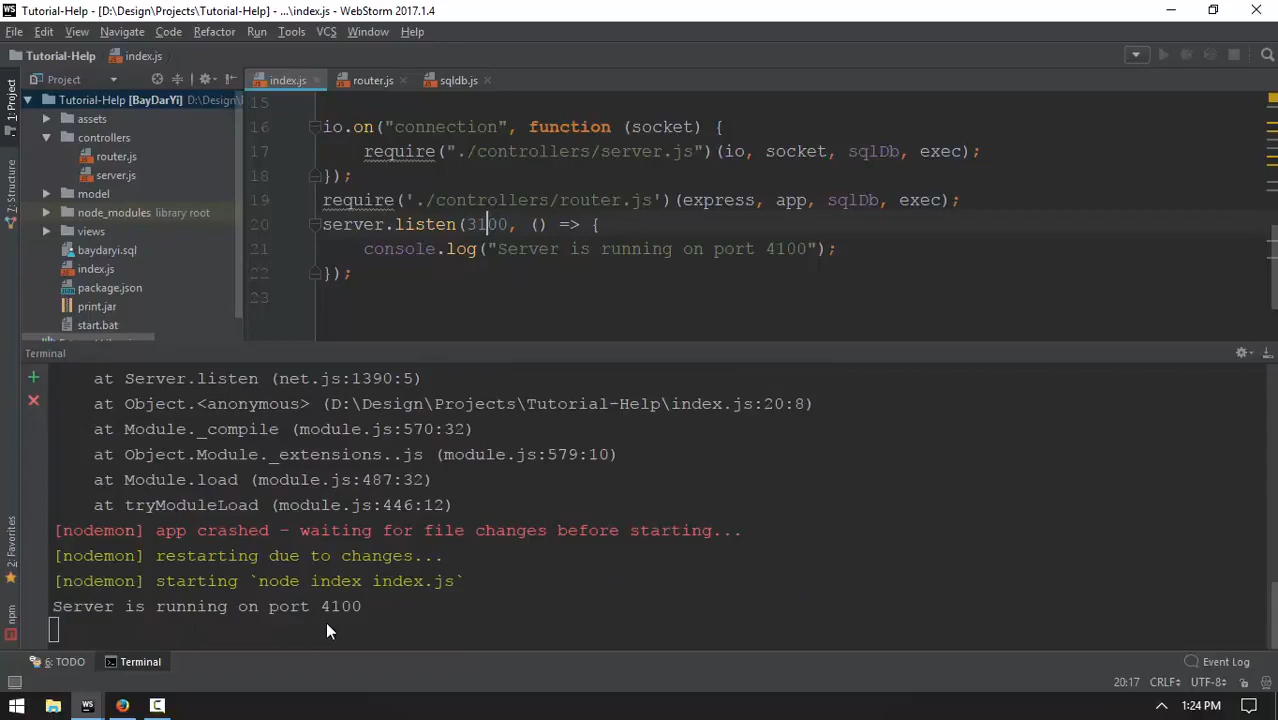 Tutorial-Help - [D:\Design\Projects\Tutorial-Help] - ...\index.js - WebStorm 2017.1.4
File Edit View Navigate Code Refactor Run Tools VCS Window Help
Tutorial-Help index.js
Project index.js router.js sqldb.js
1: Project
Z: Structure
2: Favorites
npm
Tutorial-Help [BayDarYi] D:\Design\
assets
controllers
router.js
server.js
model
node_modules library root
views
baydaryi.sql
index.js
package.json
print.jar
start.bat
15
16 io.on("connection", function (socket) {
17 require("./controllers/server.js")(io, socket, sqlDb, exec);
18 });
19 require('./controllers/router.js')(express, app, sqlDb, exec);
20 server.listen(3100, () => {
21 console.log("Server is running on port 4100");
22 });
23
Terminal
at Server.listen (net.js:1390:5)
at Object.<anonymous> (D:\Design\Projects\Tutorial-Help\index.js:20:8)
at Module._compile (module.js:570:32)
at Object.Module._extensions..js (module.js:579:10)
at Module.load (module.js:487:32)
at tryModuleLoad (module.js:446:12)
[nodemon] app crashed - waiting for file changes before starting...
[nodemon] restarting due to changes...
[nodemon] starting `node index index.js`
Server is running on port 4100
6: TODO Terminal Event Log
20:17 CRLF÷ UTF-8÷
WS 1:24 PM